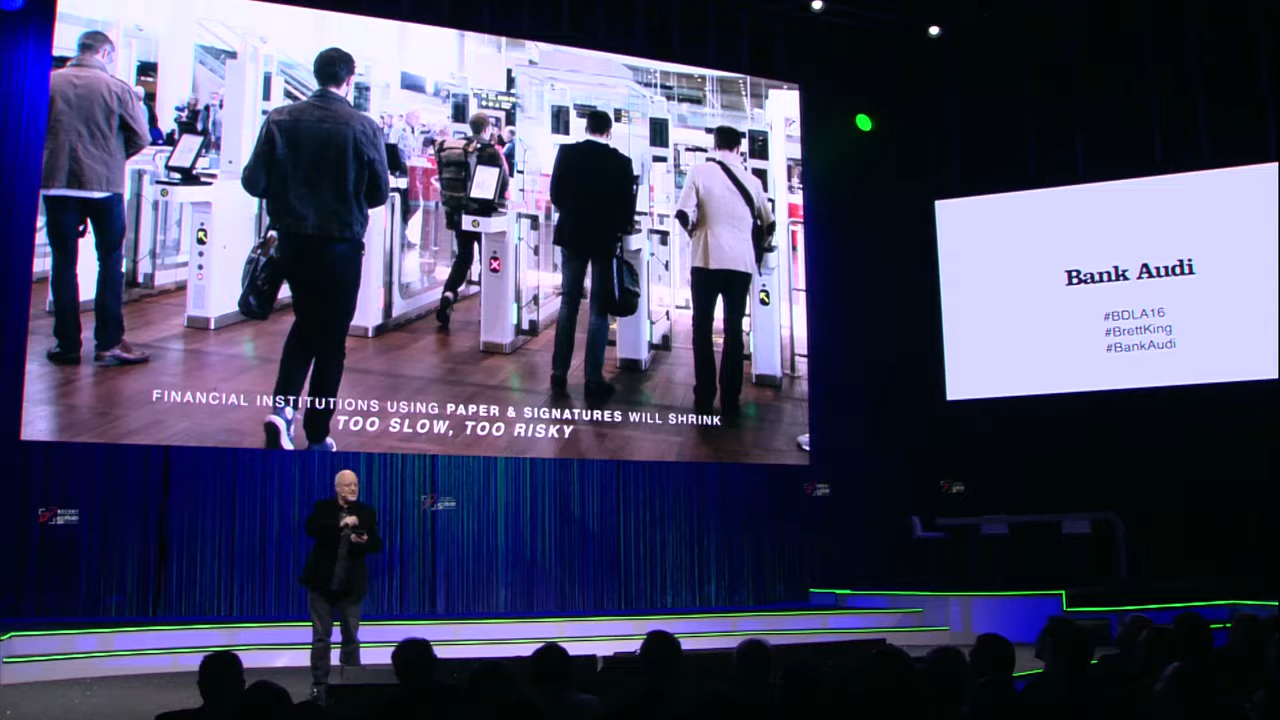 FINANCIAL INSTITUTIONS USING PAPER & SIGNATURES WILL SHRINK
TOO SLOW, TOO RISKY
Bank Audi
#BDLA16
#BrettKing
#BankAudi